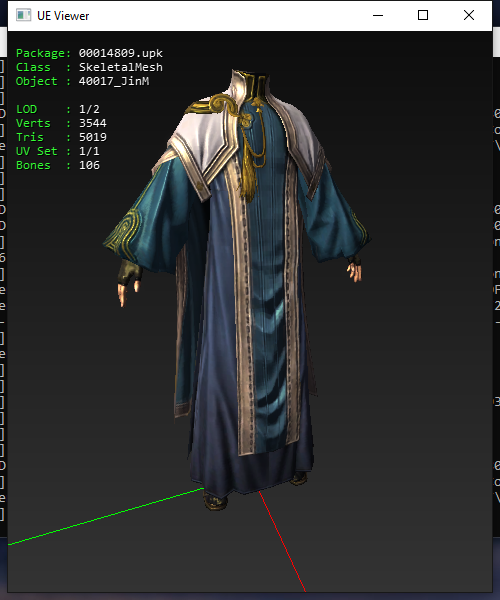 UE Viewer
Package: 00014809.upk
Class  : SkeletalMesh
Object : 40017_JinM
LOD    : 1/2
Verts  : 3544
Tris   : 5019
UV Set : 1/1
Bones  : 106